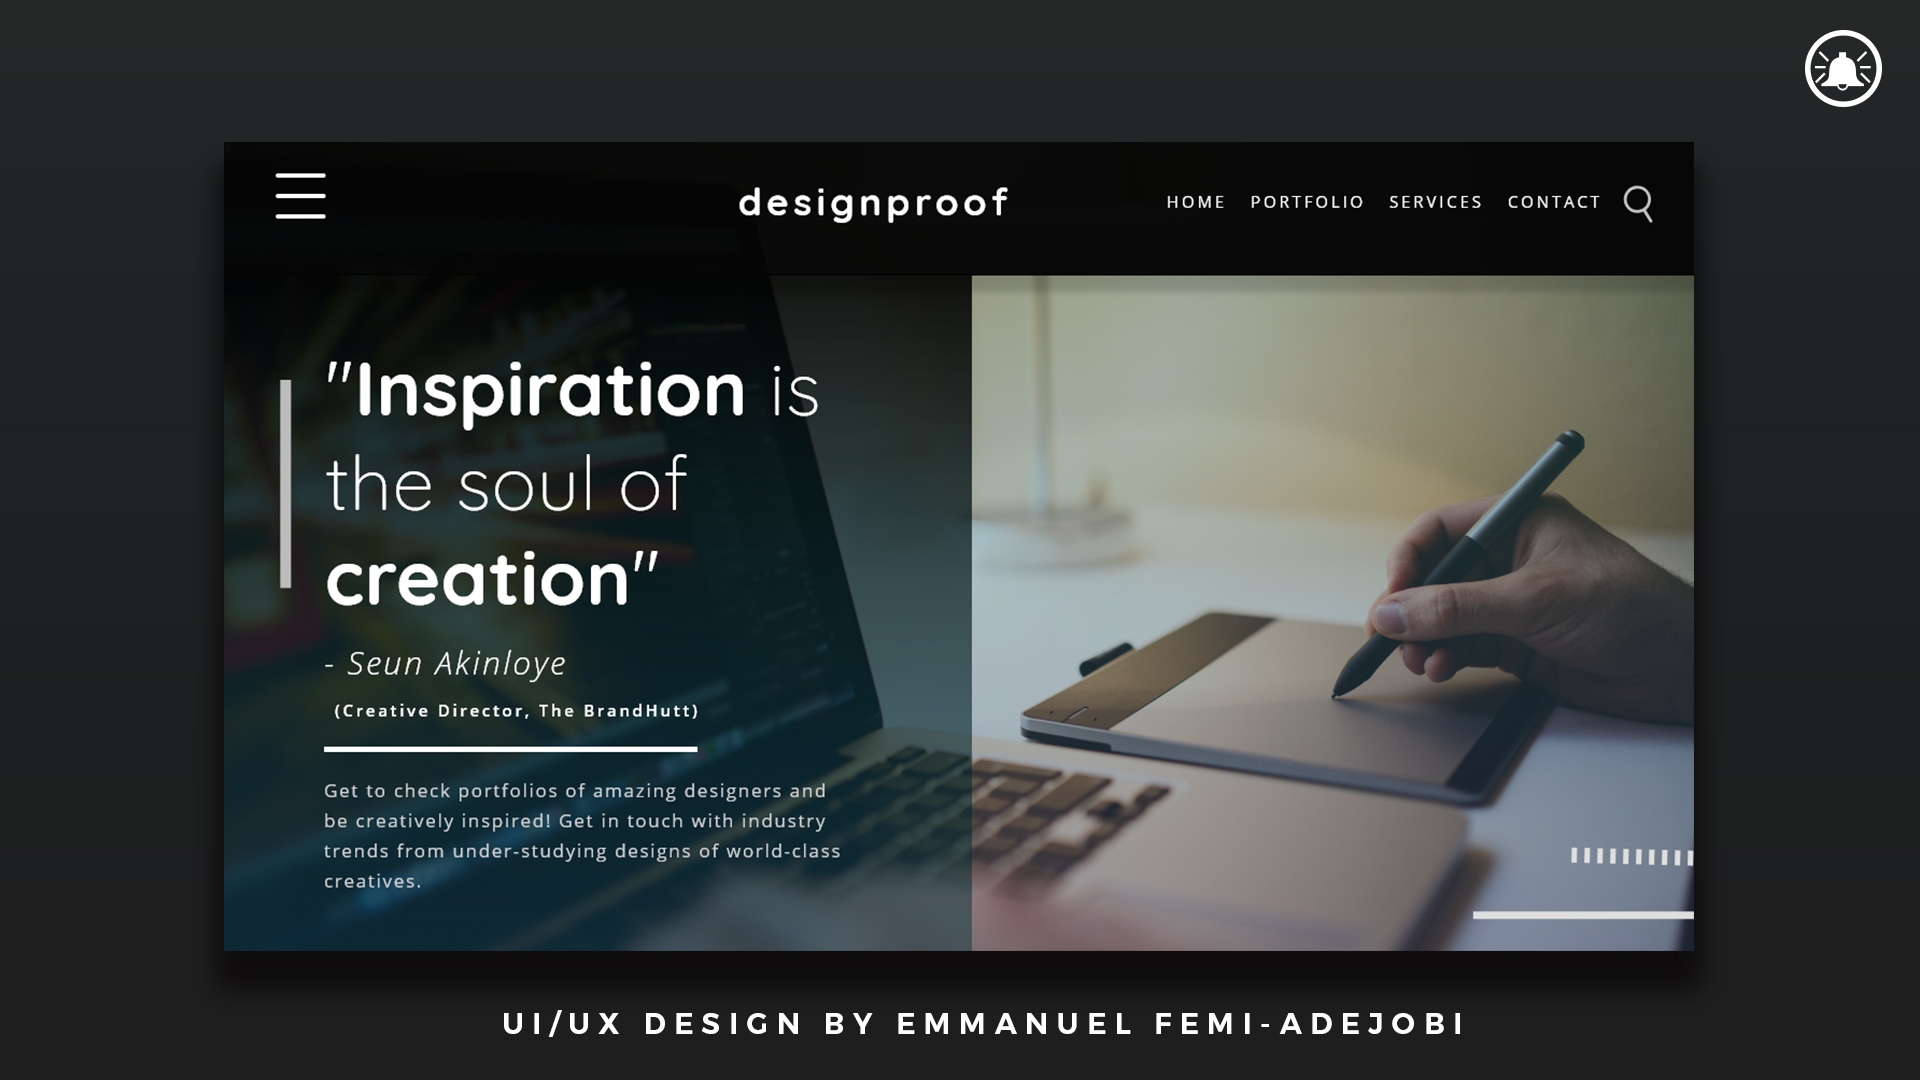 designproof
HOME PORTFOLIO SERVICES CONTACT
"Inspiration is
the soul of
creation"
- Seun Akinloye
(Creative Director, The BrandHutt)
Get to check portfolios of amazing designers and
be creatively inspired! Get in touch with industry
trends from under-studying designs of world-class
creatives.
UI/UX DESIGN BY EMMANUEL FEMI-ADEJOBI